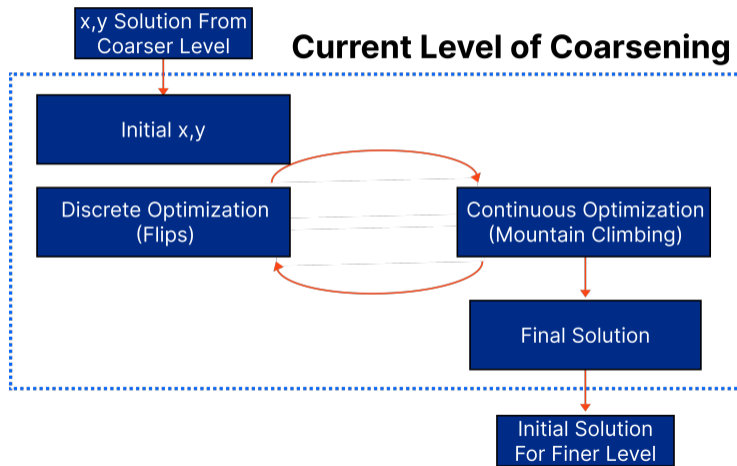 x,y Solution From
Coarser Level
Current Level of Coarsening
Initial x,y
Discrete Optimization
(Flips)
Continuous Optimization
(Mountain Climbing)
Final Solution
Initial Solution
For Finer Level